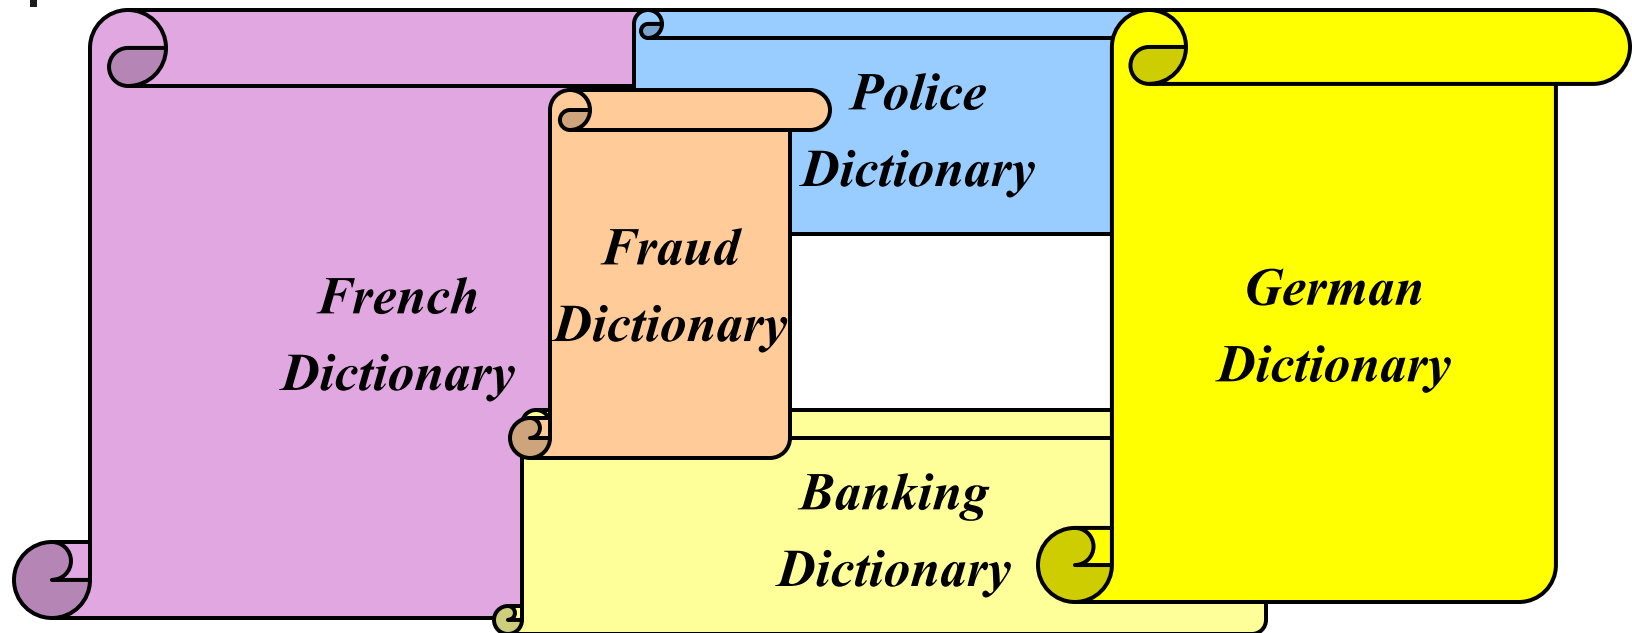 Police
Dictionary
Fraud
Dictionary
French
Dictionary
German
Dictionary
Banking
Dictionary